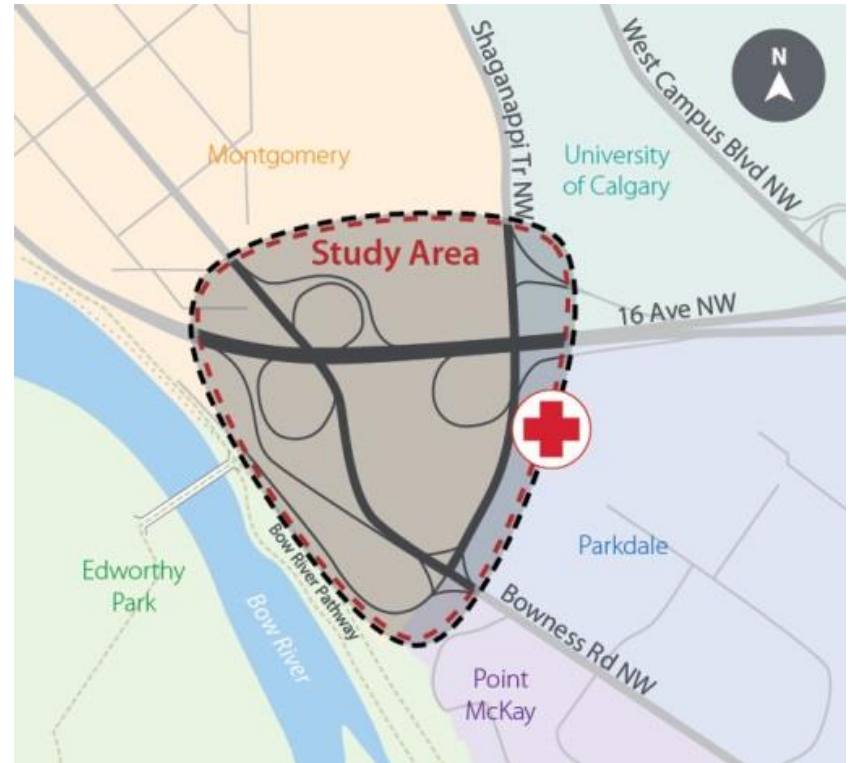 N
Shaganappi Tr NW
West Campus Blvd NW
Montgomery
University
of Calgary
Study Area
16 Ave NW
Bow River Pathway
Parkdale
Edworthy
Park
Bow River
Bowness Rd NW
Point
McKay